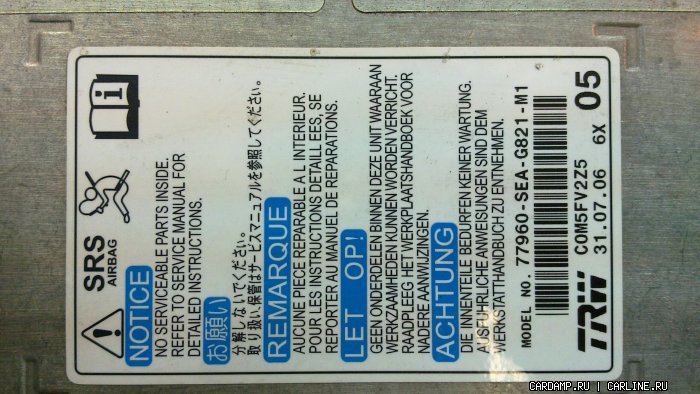 SRS
AIRBAG
NOTICE
NO SERVICEABLE PARTS INSIDE.
REFER TO SERVICE MANUAL FOR
DETAILED INSTRUCTIONS.
お願い
分解しないでください。
取り扱い、保管はサービスマニュアルを参照してください。
REMARQUE
AUCUNE PIECE REPARABLE A L INTERIEUR.
POUR LES INSTRUCTIONS DETAILL EES, SE
REPORTER AU MANUEL DE REPARATIONS.
LET OP!
GEEN ONDERDELEN BINNEN DEZE UNIT WAARAAN
WERKZAAMHEDEN KUNNEN WORDEN VERRICHT.
RAADPLEEG HET WERKPLAATSHANDBOEK VOOR
NADERE AANWIJZINGEN.
ACHTUNG
DIE INNENTEILE BEDURFEN KEINER WARTUNG.
AUSFUHRLICHE ANWEISUNGEN SIND DEM
WERKSTATTHANDBUCH ZU ENTNEHMEN.
MODEL NO. 77960-SEA-G821-M1
TRW
COM5FV2Z5
31.07.06 6X 05
CARDAMP.RU | CARLINE.RU